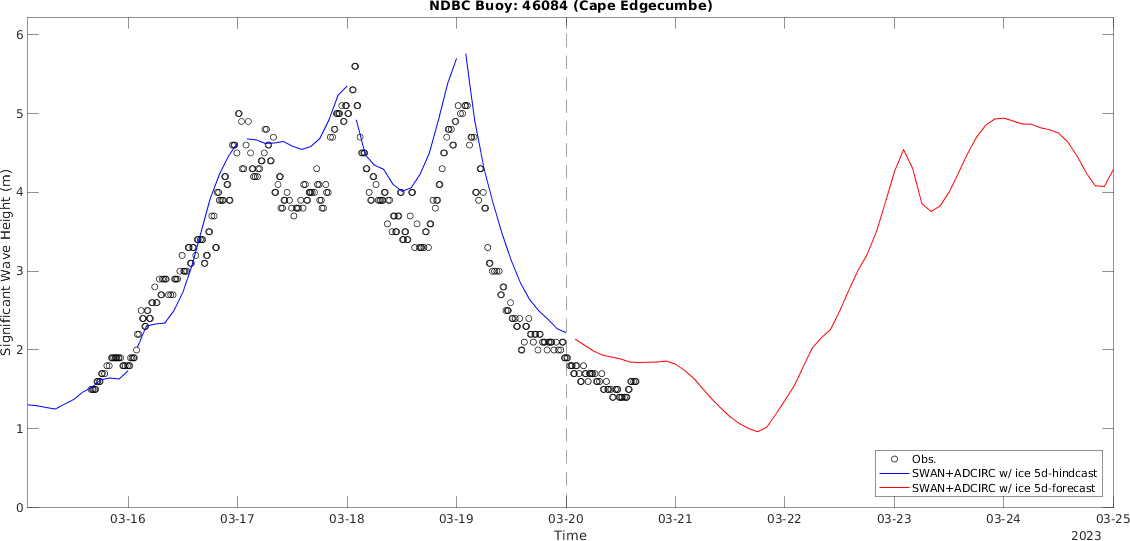 NDBC Buoy: 46084 (Cape Edgecumbe)
Significant Wave Height (m)
6
5
4
3
2
1
0
Obs.
SWAN+ADCIRC w/ ice 5d-hindcast
SWAN+ADCIRC w/ ice 5d-forecast
03-16 03-17 03-18 03-19 03-20 03-21 03-22 03-23 03-24 03-25
Time
2023